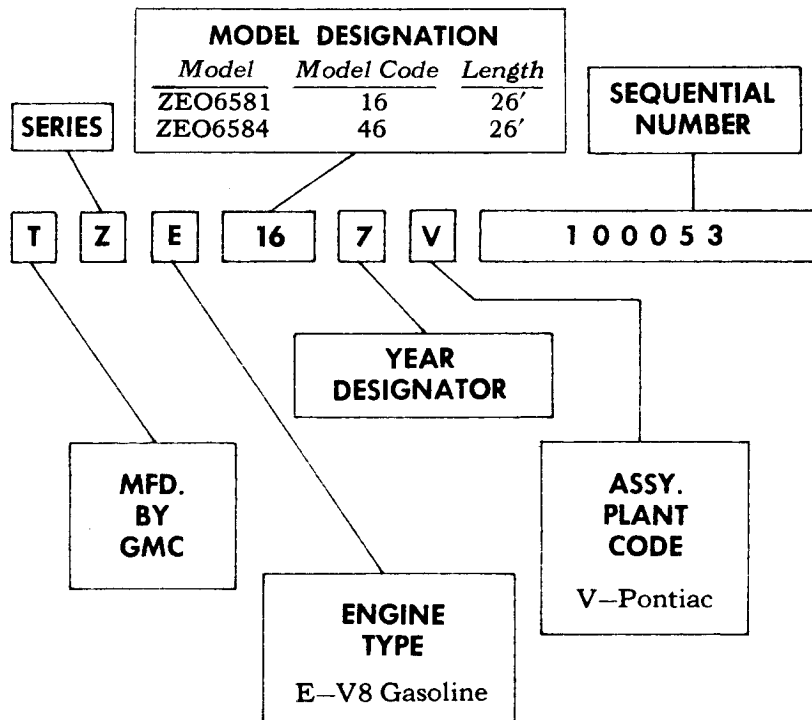 MODEL DESIGNATION
Model Model Code Length
ZEO6581 16 26′
ZEO6584 46 26′
SERIES
SEQUENTIAL
NUMBER
T Z E 16 7 V 100053
YEAR
DESIGNATOR
MFD.
BY
GMC
ASSY.
PLANT
CODE
V—Pontiac
ENGINE
TYPE
E—V8 Gasoline